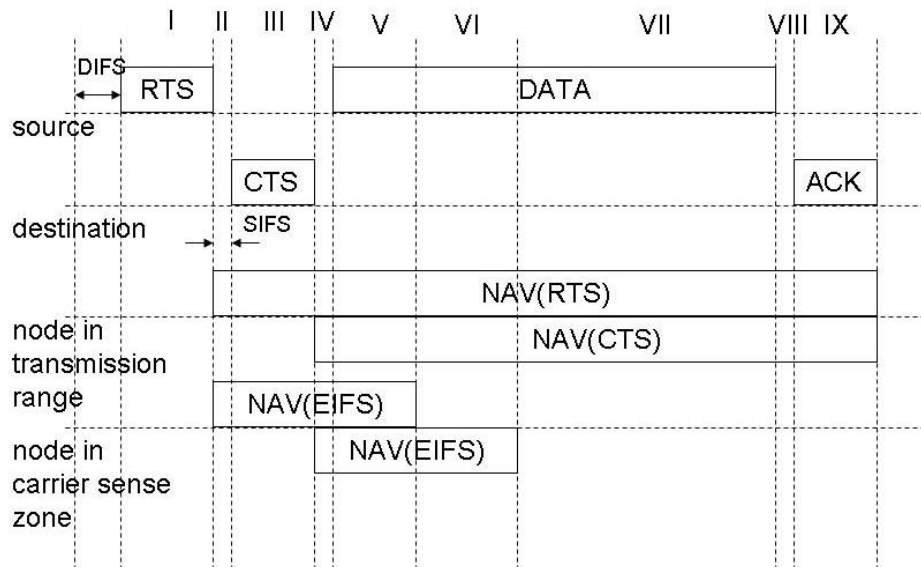 I II III IV V VI VII VIII IX
DIFS
RTS
DATA
source
CTS
ACK
destination
SIFS
NAV(RTS)
node in
transmission
range
NAV(CTS)
NAV(EIFS)
node in
carrier sense
zone
NAV(EIFS)